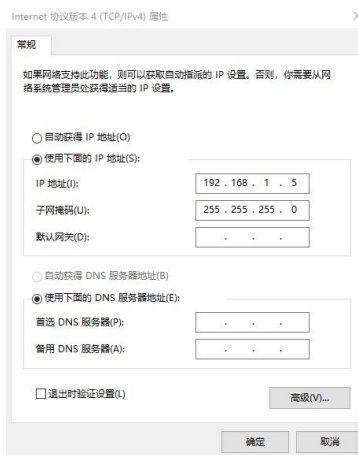 Internet 协议版本 4 (TCP/IPv4) 属性
常规
如果网络支持此功能，则可以获取自动指派的 IP 设置。否则，你需要从网
络系统管理员处获得适当的 IP 设置。
自动获得 IP 地址(O)
使用下面的 IP 地址(S):
IP 地址(I): 192 . 168 . 1 . 5
子网掩码(U): 255 . 255 . 255 . 0
默认网关(D): . . .
自动获得 DNS 服务器地址(B)
使用下面的 DNS 服务器地址(E):
首选 DNS 服务器(P): . . .
备用 DNS 服务器(A): . . .
退出时验证设置(L) 高级(V)...
确定 取消